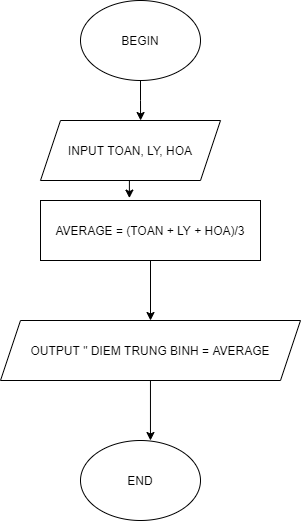 BEGIN
INPUT TOAN, LY, HOA
AVERAGE = (TOAN + LY + HOA)/3
OUTPUT " DIEM TRUNG BINH = AVERAGE
END